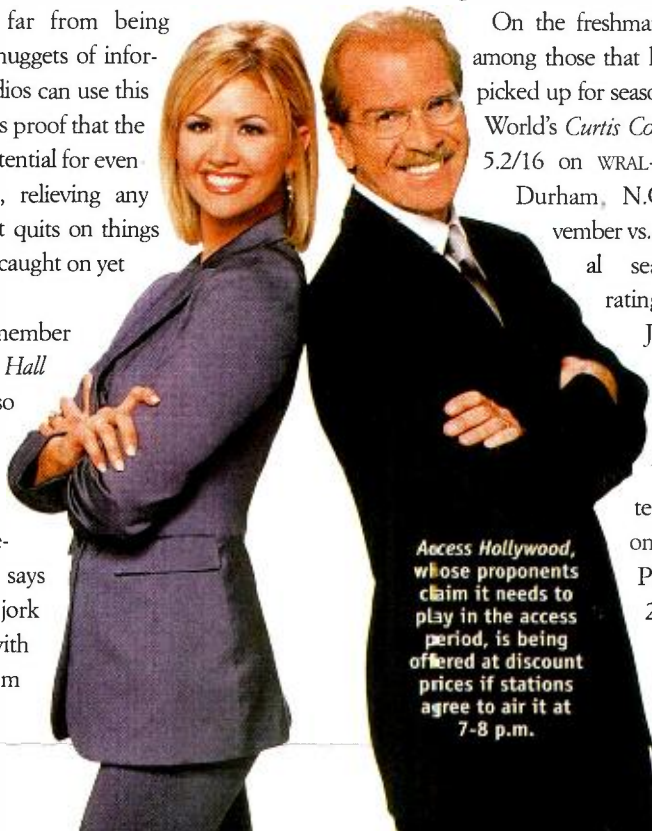 far from being
nuggets of infor-
dios can use this
s proof that the
tential for even
, relieving any
t quits on things
caught on yet
nember
Hall
so
e-
says
jork
vith
m
On the freshma
among those that
picked up for seaso
World's Curtis Co
5.2/16 on WRAL-
Durham, N.C
vember vs.
al sea
rating
J
te
on
P
2
Access Hollywood,
whose proponents
claim it needs to
play in the access
period, is being
offered at discount
prices if stations
agree to air it at
7-8 p.m.